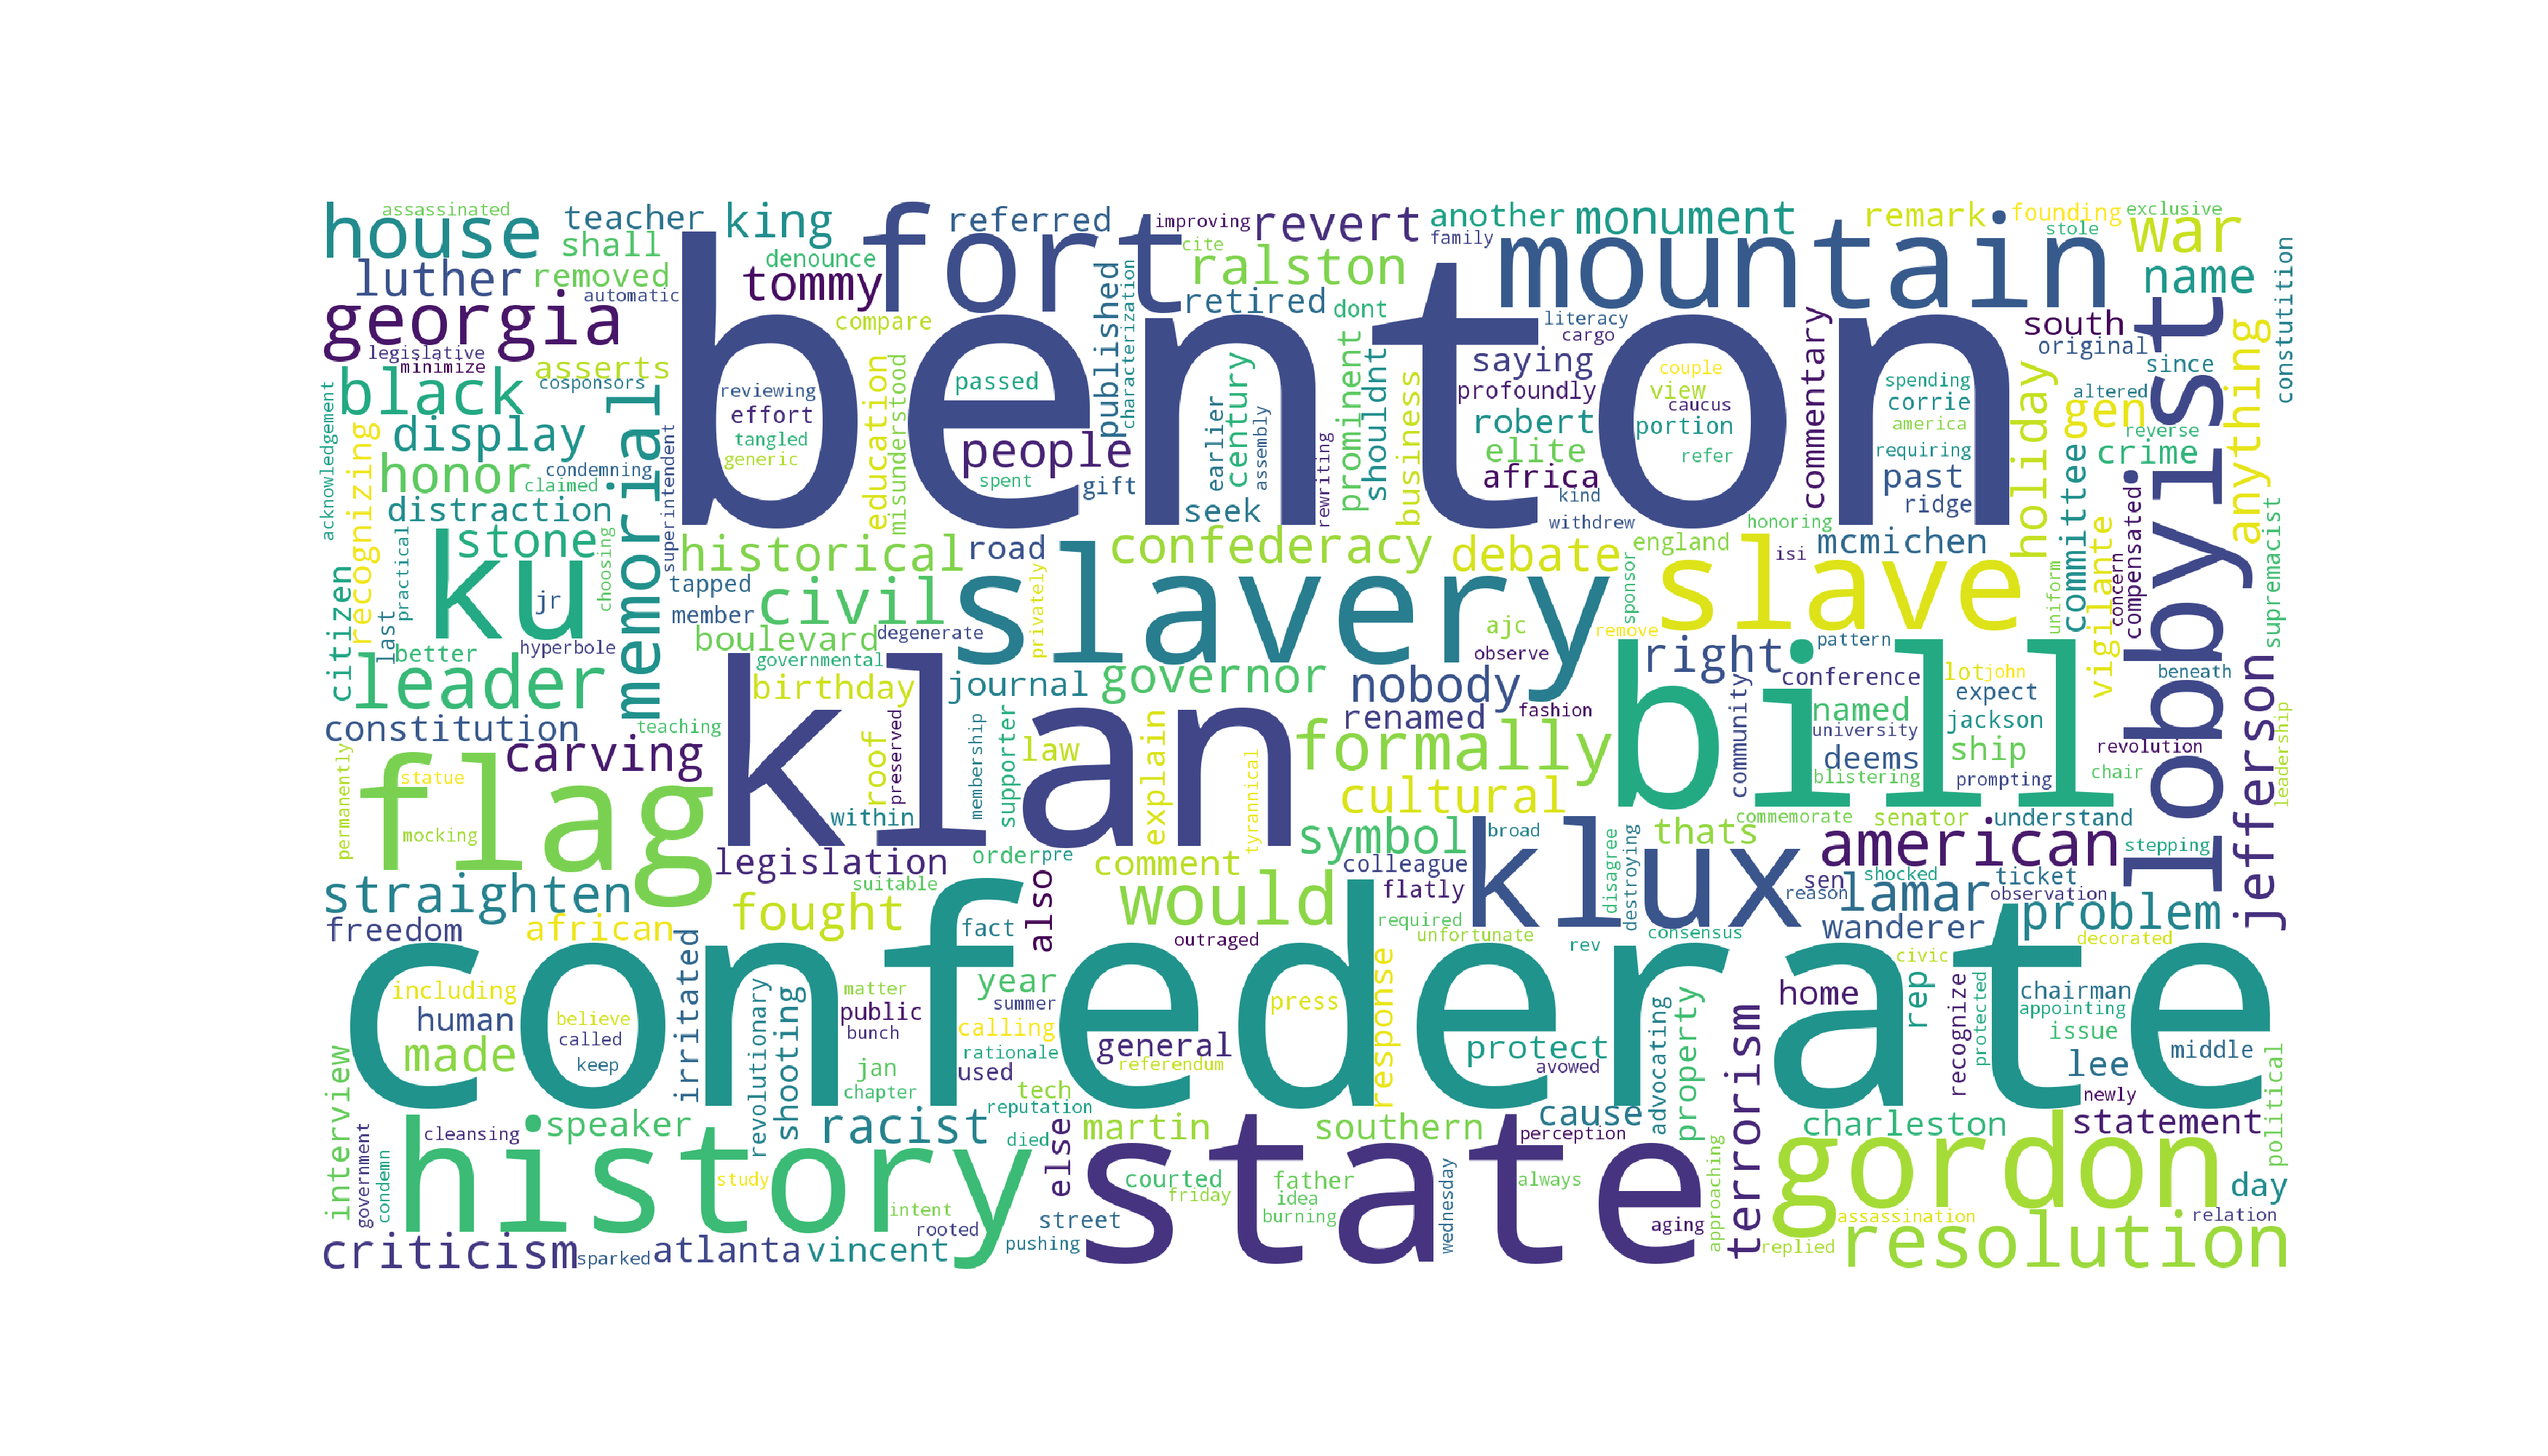 house
assassinated
teacher
king
referred
improving
revert
another
monument
remark
founding
exclusive
war
shall
fort
cite
family
mountain
stole
luther
removed
denounce
tommy
ralston
name
georgia
automatic
benton
published
characterization
retired
dont
literacy
cargo
commentary
south
original
lobbyist
constutition
legislative
minimize
asserts
compare
saying
since
anything
black
cosponsors
memorial
reviewing
effort
tangled
generic
education
misunderstood
passed
people
spent
century
earlier
assembly
gift
seek
prominent
shouldnt
business
profoundly
robert
elite
africa
kind
withdrew
couple
view
caucus
portion
refer
spending
corrie
america
requiring
past
ridge
holiday
altered
gen
reverse
crime
committee
compensated
display
honor
condemning
claimed
distraction
acknowledgement
recognizing
superintendent
rewriting
honoring
supremacist
ku
stone
historical
road
slavery
confederacy
debate
england
slave
isi
mcmichen
vigilante
concern
uniform
citizen
last
practical
choosing
jr
tapped
member
civil
privately
sponsor
better
hyperbole
boulevard
degenerate
ajc
observe
remove
right
pattern
leader
governmental
birthday
journal
governor
nobody
bill
conference
lot
john
expect
beneath
jefferson
constitution
teaching
klan
renamed
fashion
community
named
university
jackson
carving
roof
preserved
membership
supporter
law
explain
tyrannical
formally
deems
ship
revolution
chair
leadership
permanently
statue
flag
mocking
within
cultural
blistering
prompting
symbol
broad
thats
commemorate
senator
understand
stepping
legislation
order
pre
comment
colleague
klux
american
straighten
suitable
also
would
flatly
disagree
destroying
sen
shocked
reason
lamar
ticket
observation
problem
freedom
african
fought
fact
outraged
required
unfortunate
rev
consensus
wanderer
decorated
confederate
irritated
year
civic
including
human
believe
called
keep
revolutionary
shooting
matter
public
bunch
summer
calling
rationale
used
press
general
referendum
response
protect
avowed
advocating
property
terrorism
home
rep
recognize
protected
chairman
appointing
issue
lee
middle
made
jan
chapter
tech
reputation
newly
political
interview
history
cleansing
speaker
racist
died
else
martin
state
southern
cause
perception
charleston
statement
government
condemn
study
intent
rooted
courted
friday
father
idea
burning
wednesday
always
approaching
gordon
day
assassination
relation
street
pushing
aging
replied
resolution
criticism
sparked
atlanta
vincent